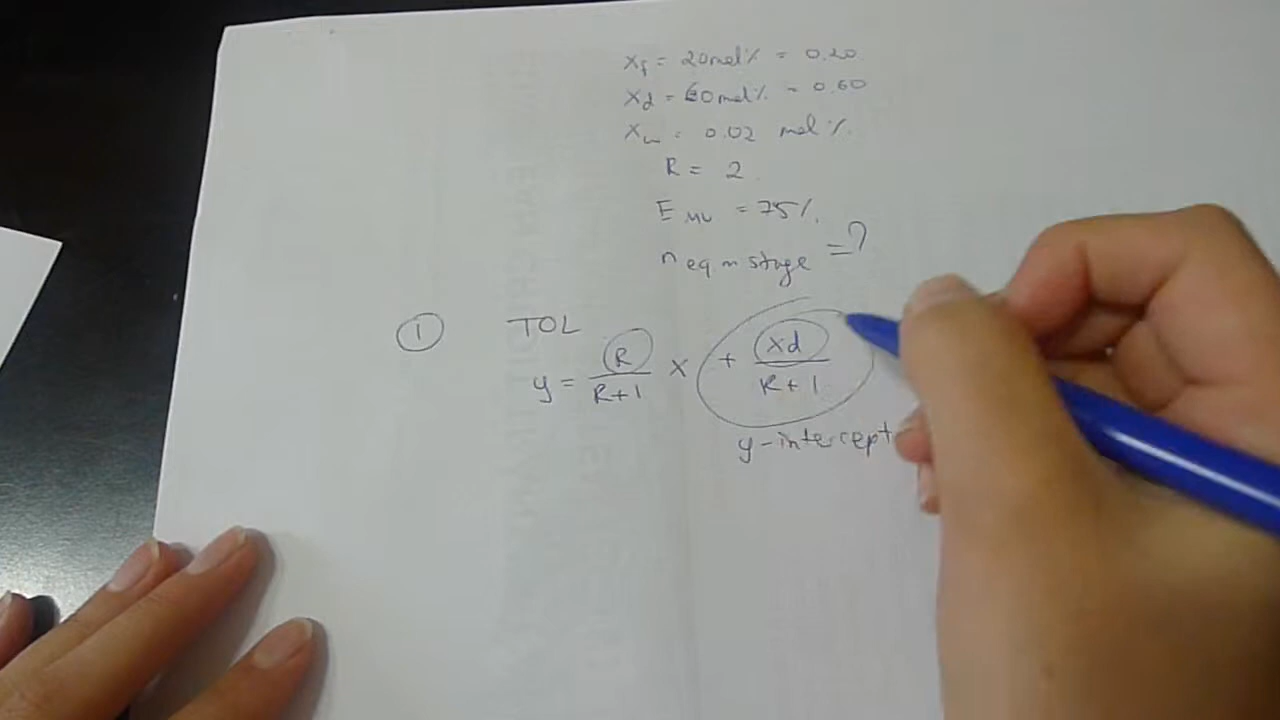 xf = 20mol% = 0.20
xd = 60mol% = 0.60
xw = 0.02 mol%.
R = 2
EMV = 75%.
n eqm stage = ?
① TOL
y = R/R+1 x + xd/R+1
y-intercept